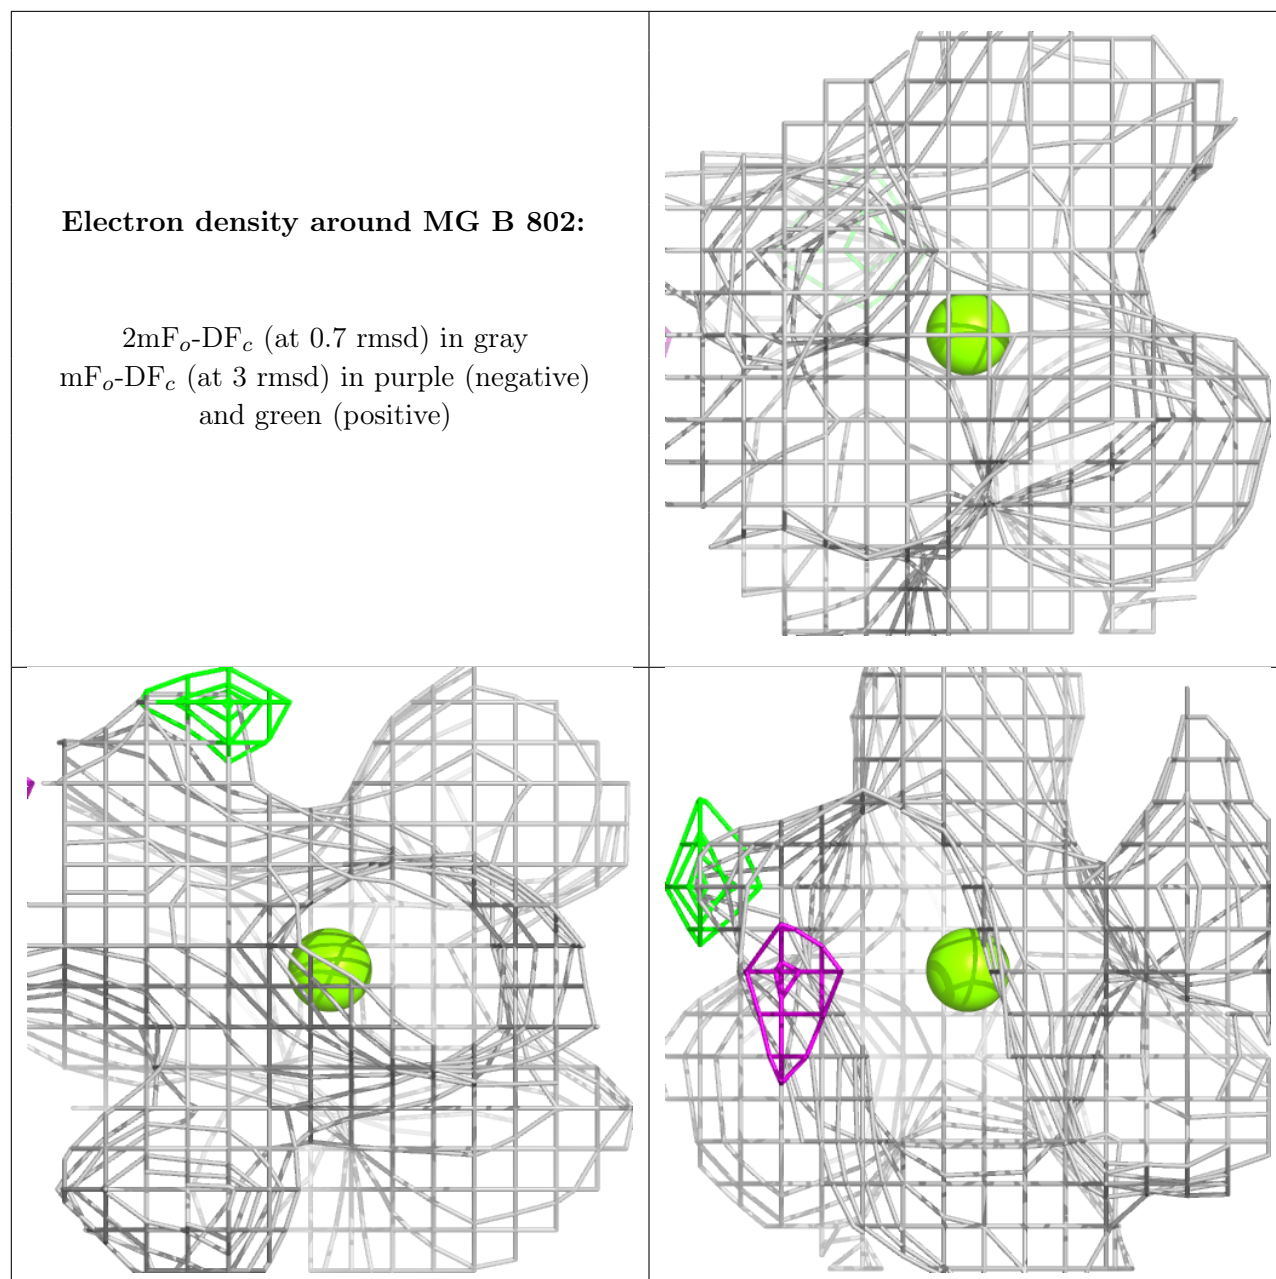 Electron density around MG B 802:
2mFo-DFc (at 0.7 rmsd) in gray
mFo-DFc (at 3 rmsd) in purple (negative)
and green (positive)